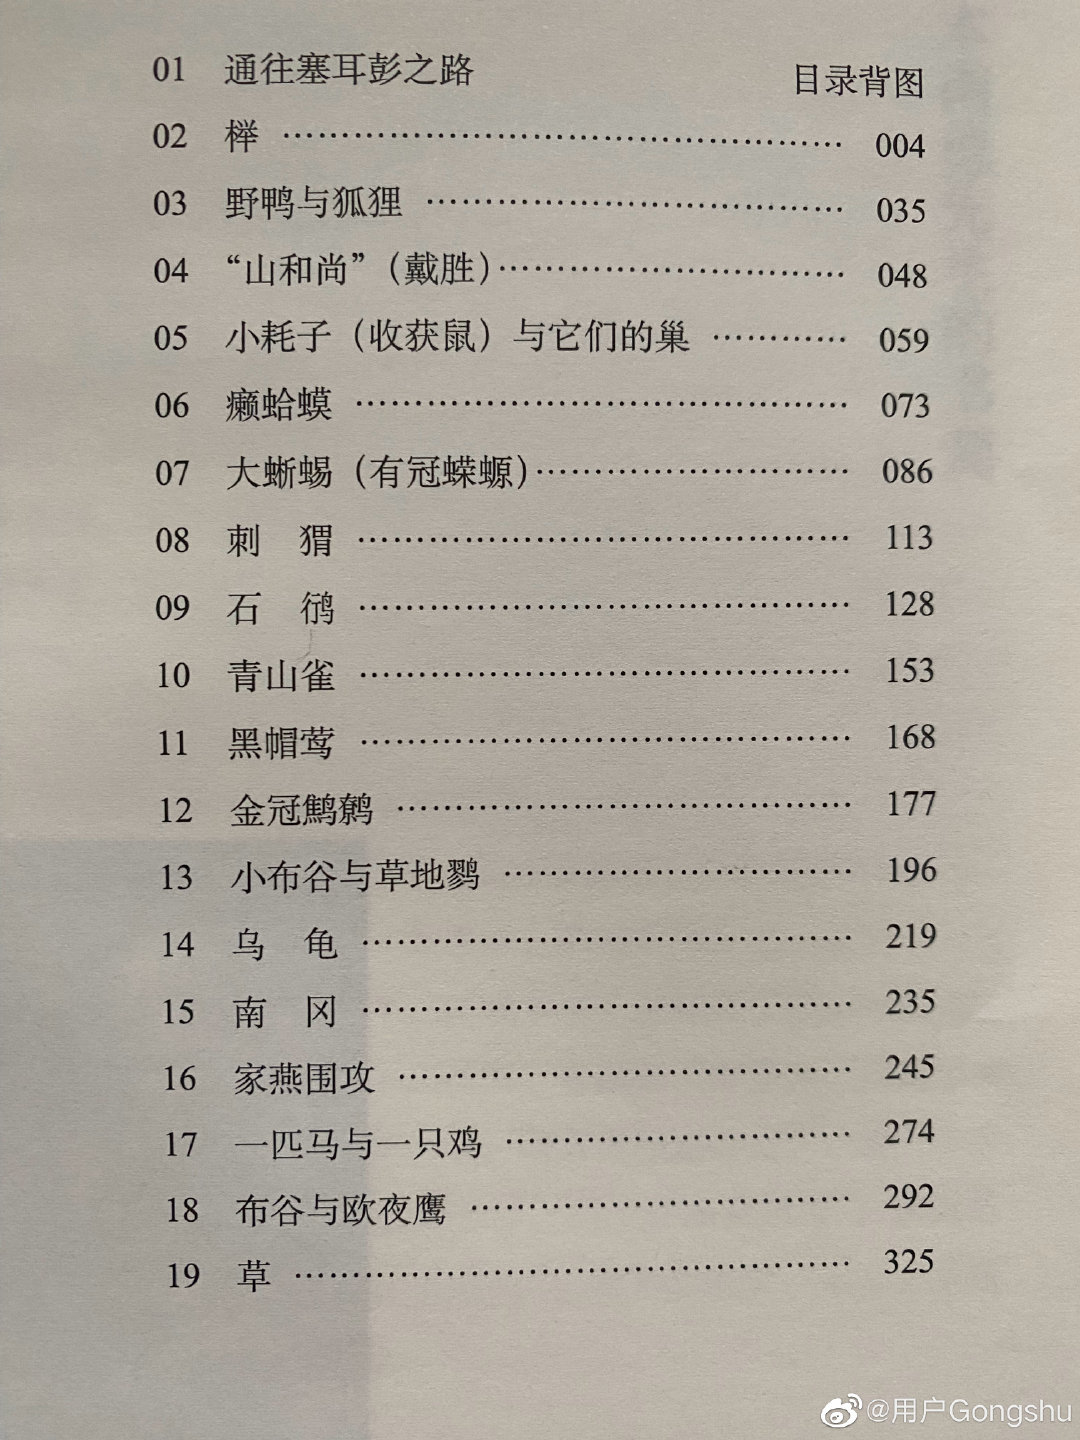 01 通往塞耳彭之路 目录背图
02 榉 …… 004
03 野鸭与狐狸 …… 035
04 “山和尚”（戴胜）…… 048
05 小耗子（收获鼠）与它们的巢 …… 059
06 癞蛤蟆 …… 073
07 大蜥蜴（有冠蝾螈）…… 086
08 刺　猬 …… 113
09 石　鸻 …… 128
10 青山雀 …… 153
11 黑帽莺 …… 168
12 金冠鹪鹩 …… 177
13 小布谷与草地鹨 …… 196
14 乌　龟 …… 219
15 南　冈 …… 235
16 家燕围攻 …… 245
17 一匹马与一只鸡 …… 274
18 布谷与欧夜鹰 …… 292
19 草 …… 325
@用户Gongshu